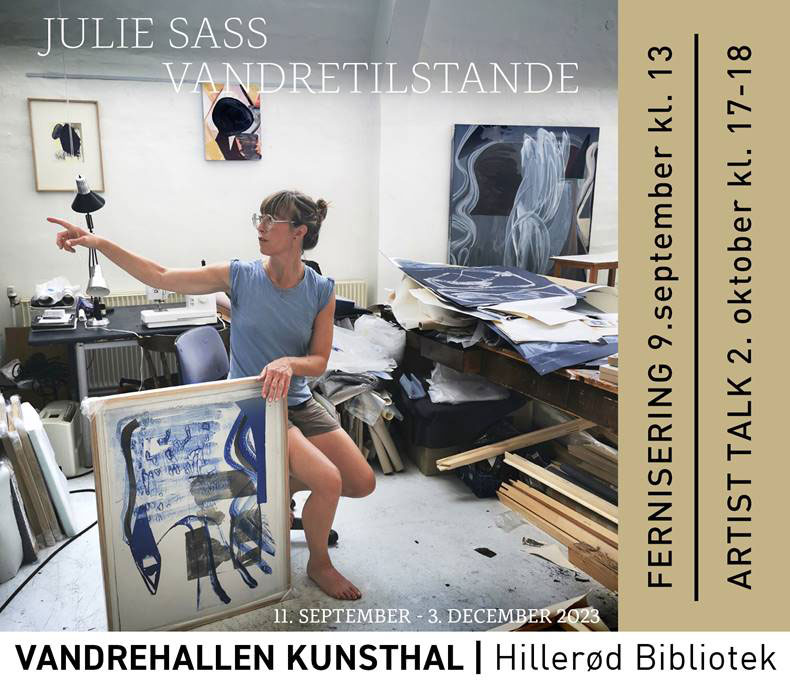 JULIE SASS
VANDRETILSTANDE
11. SEPTEMBER - 3. DECEMBER 2023
FERNISERING 9.september kl. 13
ARTIST TALK 2. oktober kl. 17-18
VANDREHALLEN KUNSTHAL | Hillerød Bibliotek